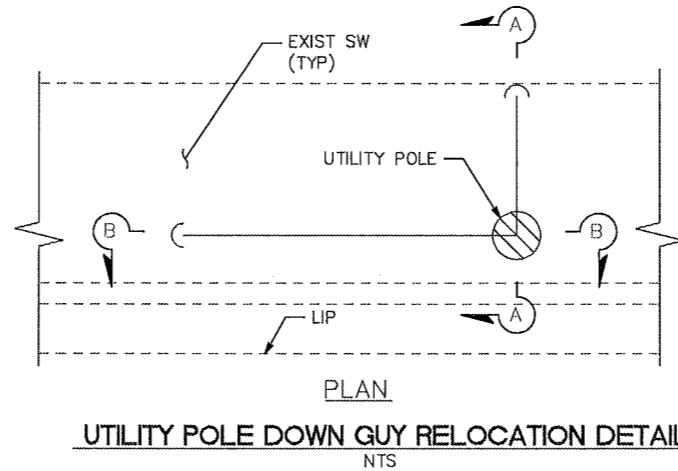 A
EXIST SW
(TYP)
UTILITY POLE
B
B
A
LIP
PLAN
UTILITY POLE DOWN GUY RELOCATION DETAIL
NTS